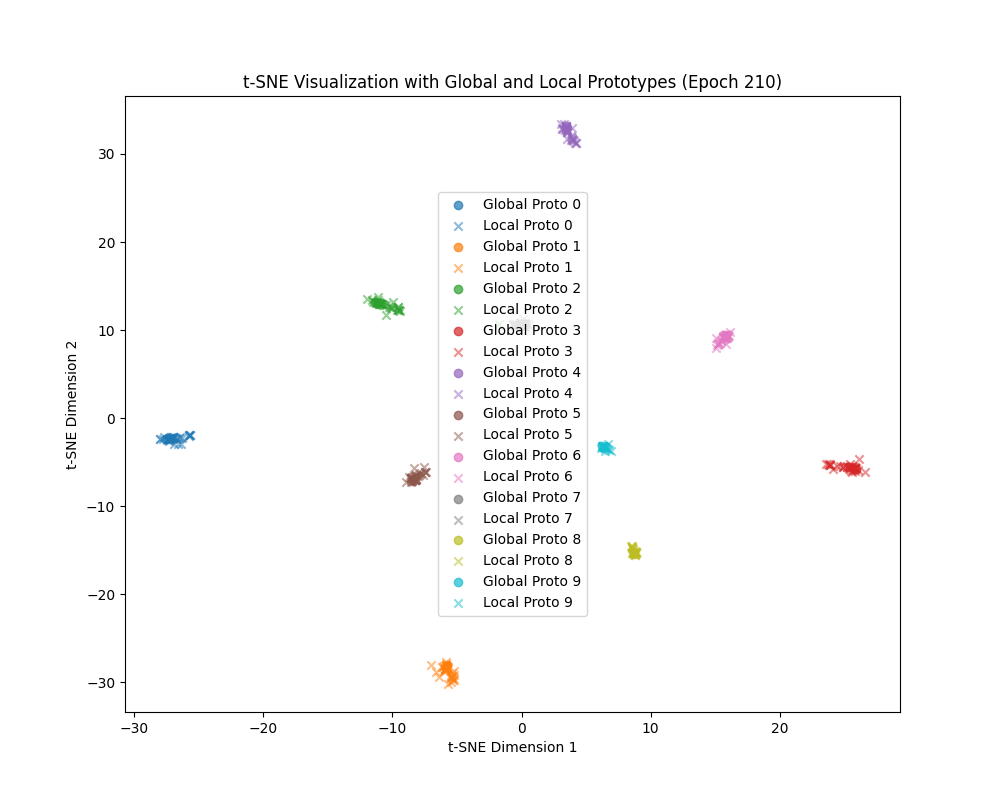 t-SNE Visualization with Global and Local Prototypes (Epoch 210)
t-SNE Dimension 2
30
20
10
0
−10
−20
−30
Global Proto 0
Local Proto 0
Global Proto 1
Local Proto 1
Global Proto 2
Local Proto 2
Global Proto 3
Local Proto 3
Global Proto 4
Local Proto 4
Global Proto 5
Local Proto 5
Global Proto 6
Local Proto 6
Global Proto 7
Local Proto 7
Global Proto 8
Local Proto 8
Global Proto 9
Local Proto 9
−30
−20
−10
0
10
20
t-SNE Dimension 1